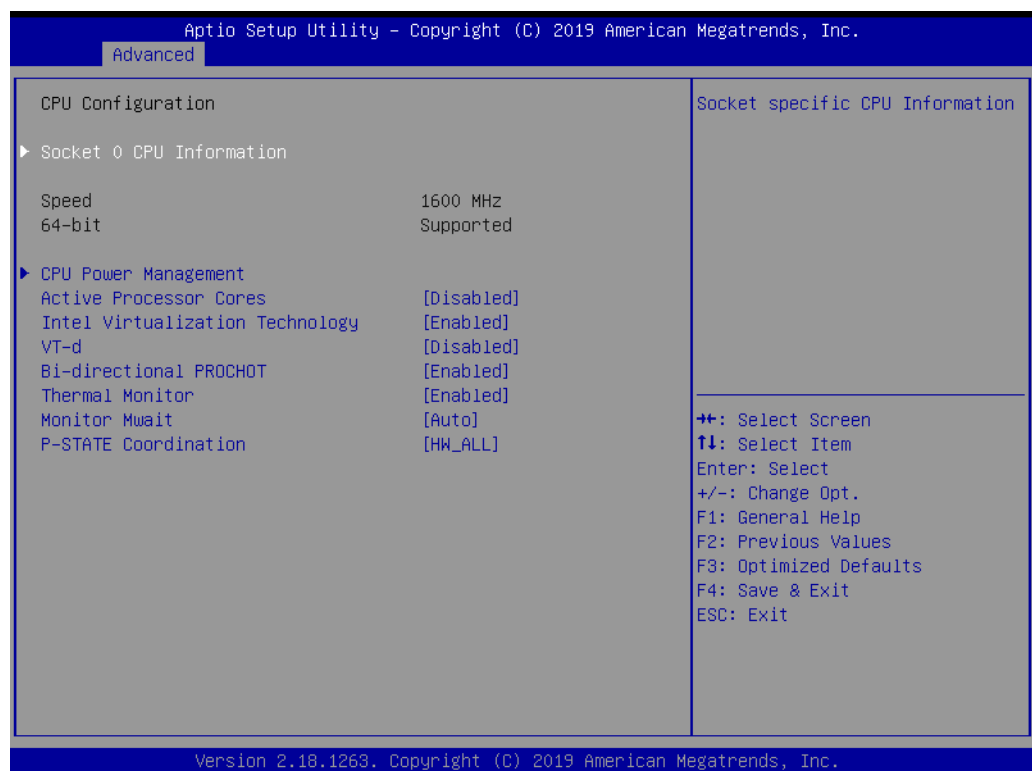 Aptio Setup Utility – Copyright (C) 2019 American Megatrends, Inc.
Advanced
CPU Configuration
Socket 0 CPU Information
Speed 1600 MHz
64-bit Supported
CPU Power Management
Active Processor Cores [Disabled]
Intel Virtualization Technology [Enabled]
VT-d [Disabled]
Bi-directional PROCHOT [Enabled]
Thermal Monitor [Enabled]
Monitor Mwait [Auto]
P-STATE Coordination [HW_ALL]
Socket specific CPU Information
→←: Select Screen
↑↓: Select Item
Enter: Select
+/-: Change Opt.
F1: General Help
F2: Previous Values
F3: Optimized Defaults
F4: Save & Exit
ESC: Exit
Version 2.18.1263. Copyright (C) 2019 American Megatrends, Inc.